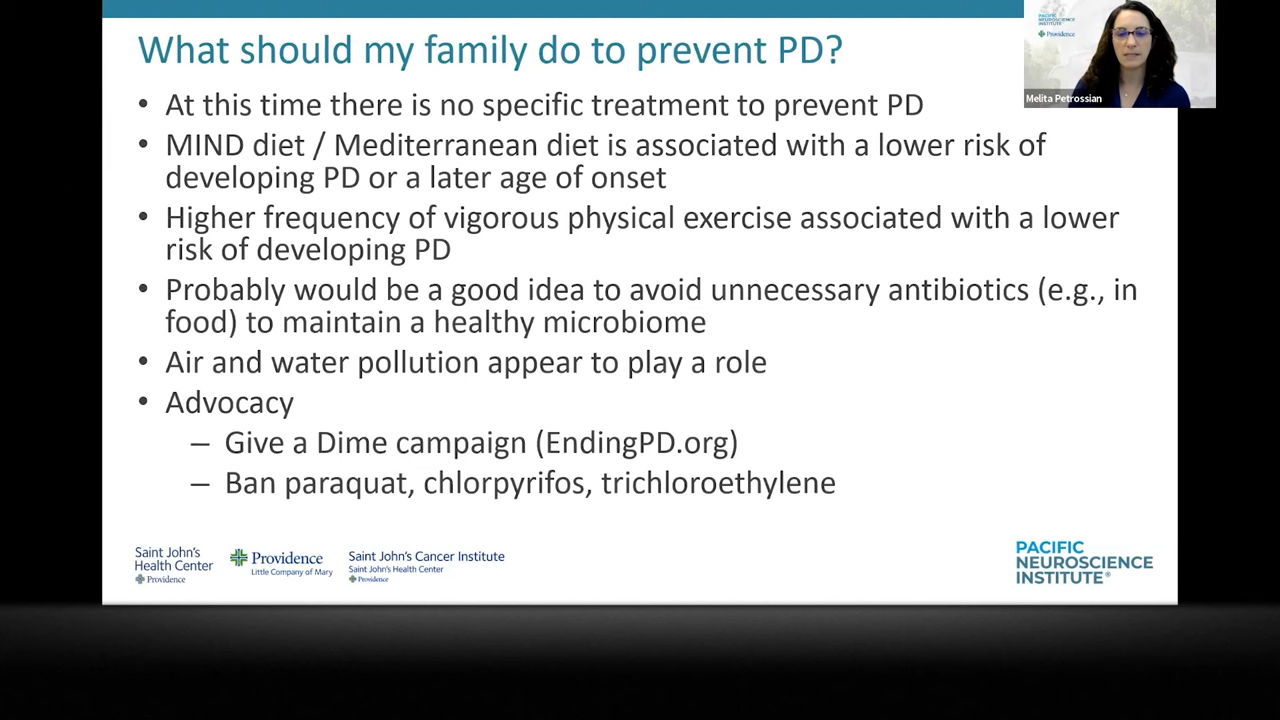 What should my family do to prevent PD?
• At this time there is no specific treatment to prevent PD
• MIND diet / Mediterranean diet is associated with a lower risk of
developing PD or a later age of onset
• Higher frequency of vigorous physical exercise associated with a lower
risk of developing PD
• Probably would be a good idea to avoid unnecessary antibiotics (e.g., in
food) to maintain a healthy microbiome
• Air and water pollution appear to play a role
• Advocacy
– Give a Dime campaign (EndingPD.org)
– Ban paraquat, chlorpyrifos, trichloroethylene
PACIFIC
NEUROSCIENCE
INSTITUTE
Providence
Melita Petrossian
Saint John's
Health Center
Providence
Providence
Little Company of Mary
Saint John's Cancer Institute
Saint John's Health Center
Providence
PACIFIC
NEUROSCIENCE
INSTITUTE®